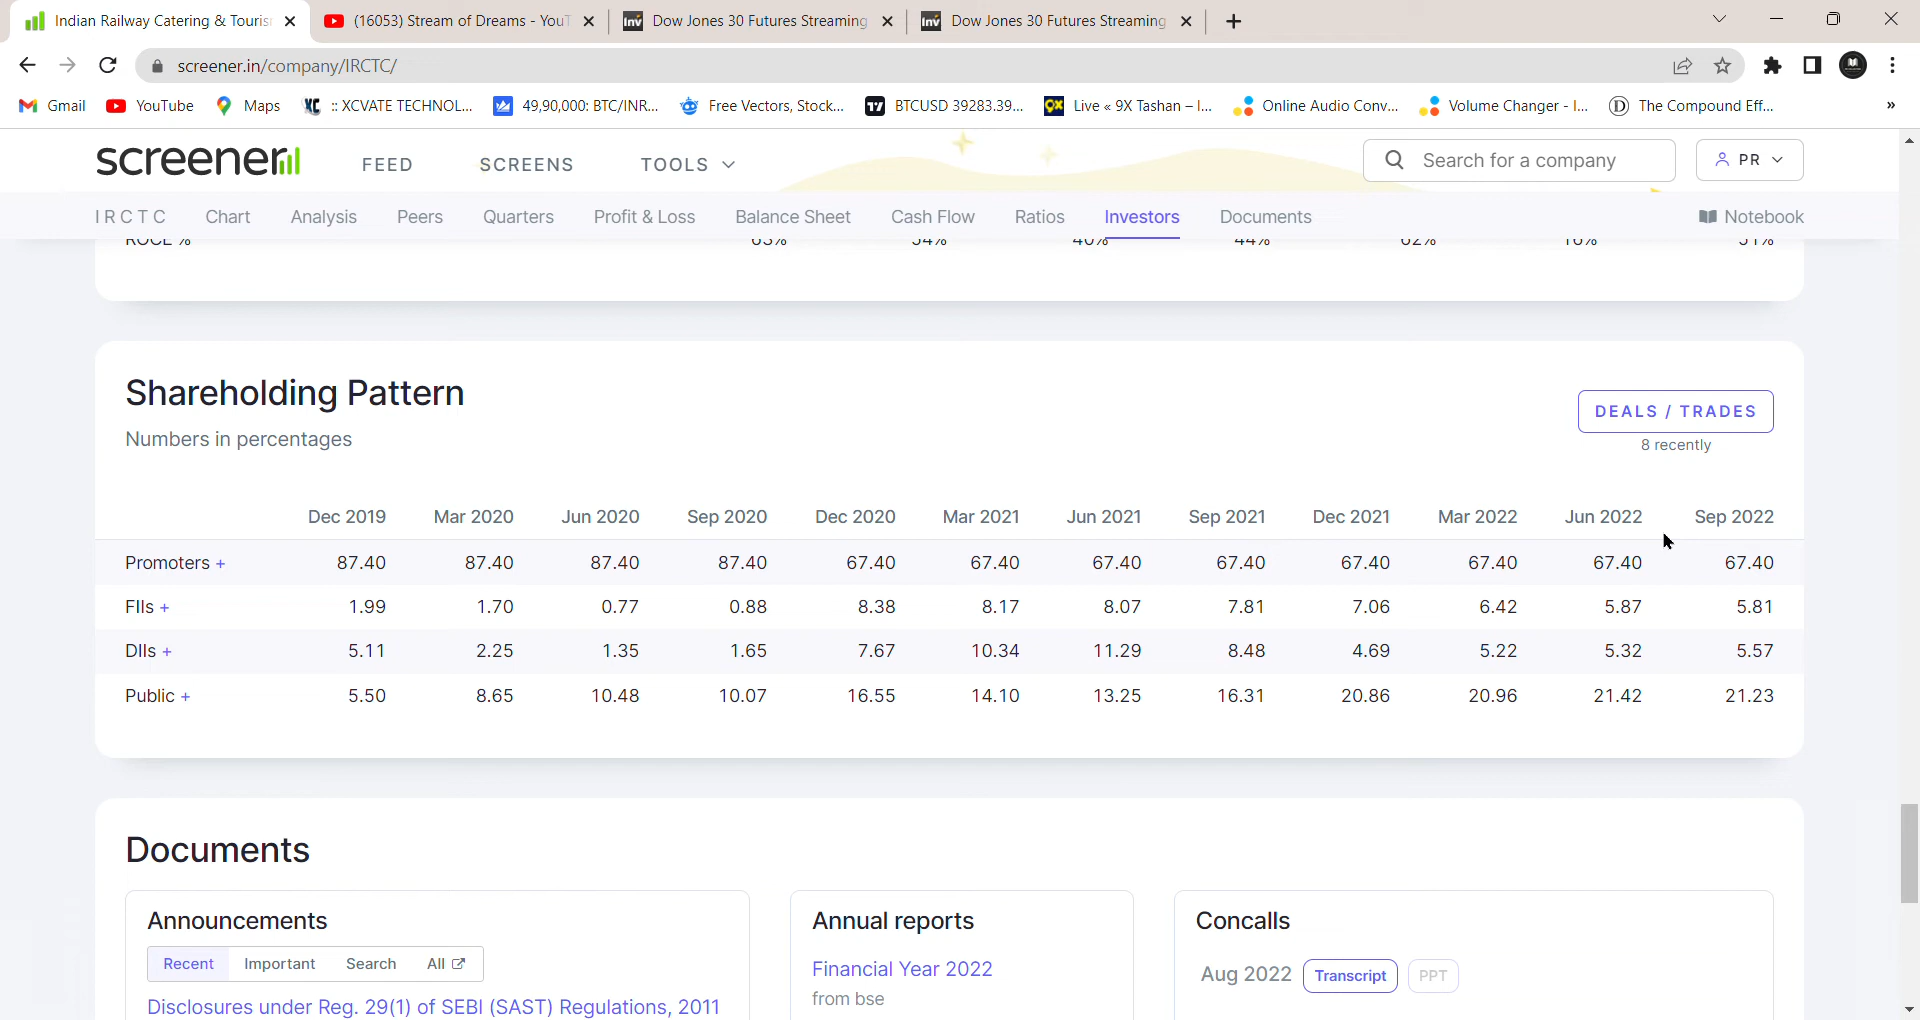 Indian Railway Catering & Touris
(16053) Stream of Dreams - YouT
Dow Jones 30 Futures Streaming
Dow Jones 30 Futures Streaming
screener.in/company/IRCTC/
Gmail YouTube Maps :: XCVATE TECHNOL... 49,90,000: BTC/INR... Free Vectors, Stock... BTCUSD 39283.39... Live « 9X Tashan – I... Online Audio Conv... Volume Changer - I... The Compound Eff... »
screener FEED SCREENS TOOLS Search for a company PR
IRCTC Chart Analysis Peers Quarters Profit & Loss Balance Sheet Cash Flow Ratios Investors Documents Notebook
ROCE % 63% 54% 40% 44% 62% 16% 51%
Shareholding Pattern
DEALS / TRADES
Numbers in percentages
8 recently
Dec 2019 Mar 2020 Jun 2020 Sep 2020 Dec 2020 Mar 2021 Jun 2021 Sep 2021 Dec 2021 Mar 2022 Jun 2022 Sep 2022
Promoters + 87.40 87.40 87.40 87.40 67.40 67.40 67.40 67.40 67.40 67.40 67.40 67.40
FIIs + 1.99 1.70 0.77 0.88 8.38 8.17 8.07 7.81 7.06 6.42 5.87 5.81
DIIs + 5.11 2.25 1.35 1.65 7.67 10.34 11.29 8.48 4.69 5.22 5.32 5.57
Public + 5.50 8.65 10.48 10.07 16.55 14.10 13.25 16.31 20.86 20.96 21.42 21.23
Documents
Announcements
Recent Important Search All
Disclosures under Reg. 29(1) of SEBI (SAST) Regulations, 2011
Annual reports
Financial Year 2022
from bse
Concalls
Aug 2022 Transcript PPT